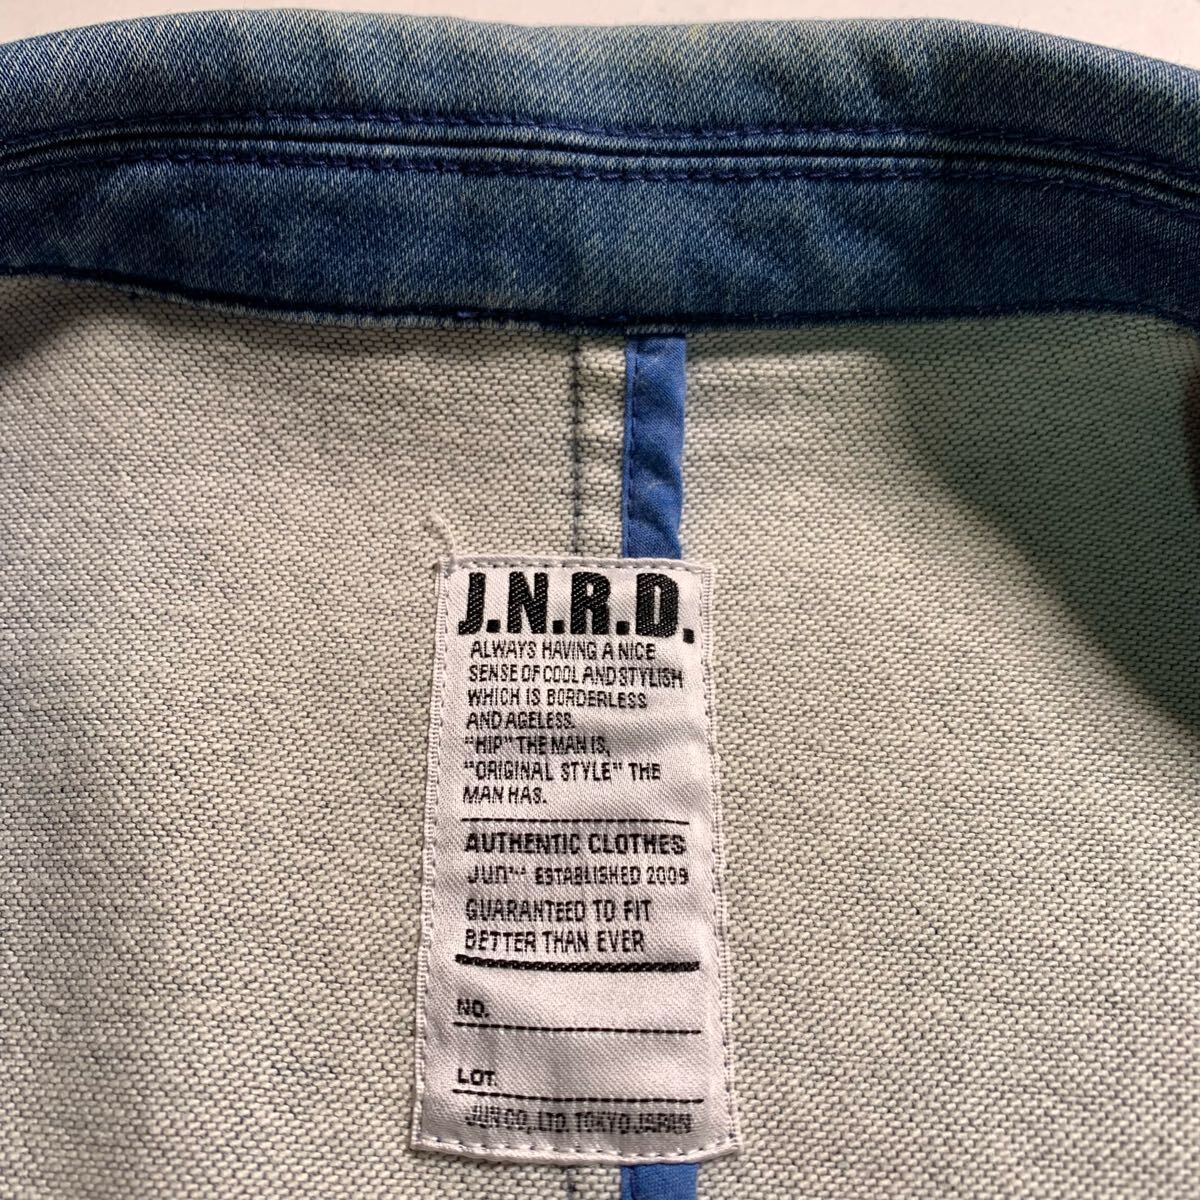 J.N.R.D.
ALWAYS HAVING A NICE
SENSE OF COOL AND STYLISH
WHICH IS BORDERLESS
AND AGELESS.
"HIP" THE MAN IS,
"ORIGINAL STYLE" THE
MAN HAS.
AUTHENTIC CLOTHES
JUN ESTABLISHED 2009
GUARANTEED TO FIT
BETTER THAN EVER
NO.
LOT.
JUN CO., LTD. TOKYO JAPAN